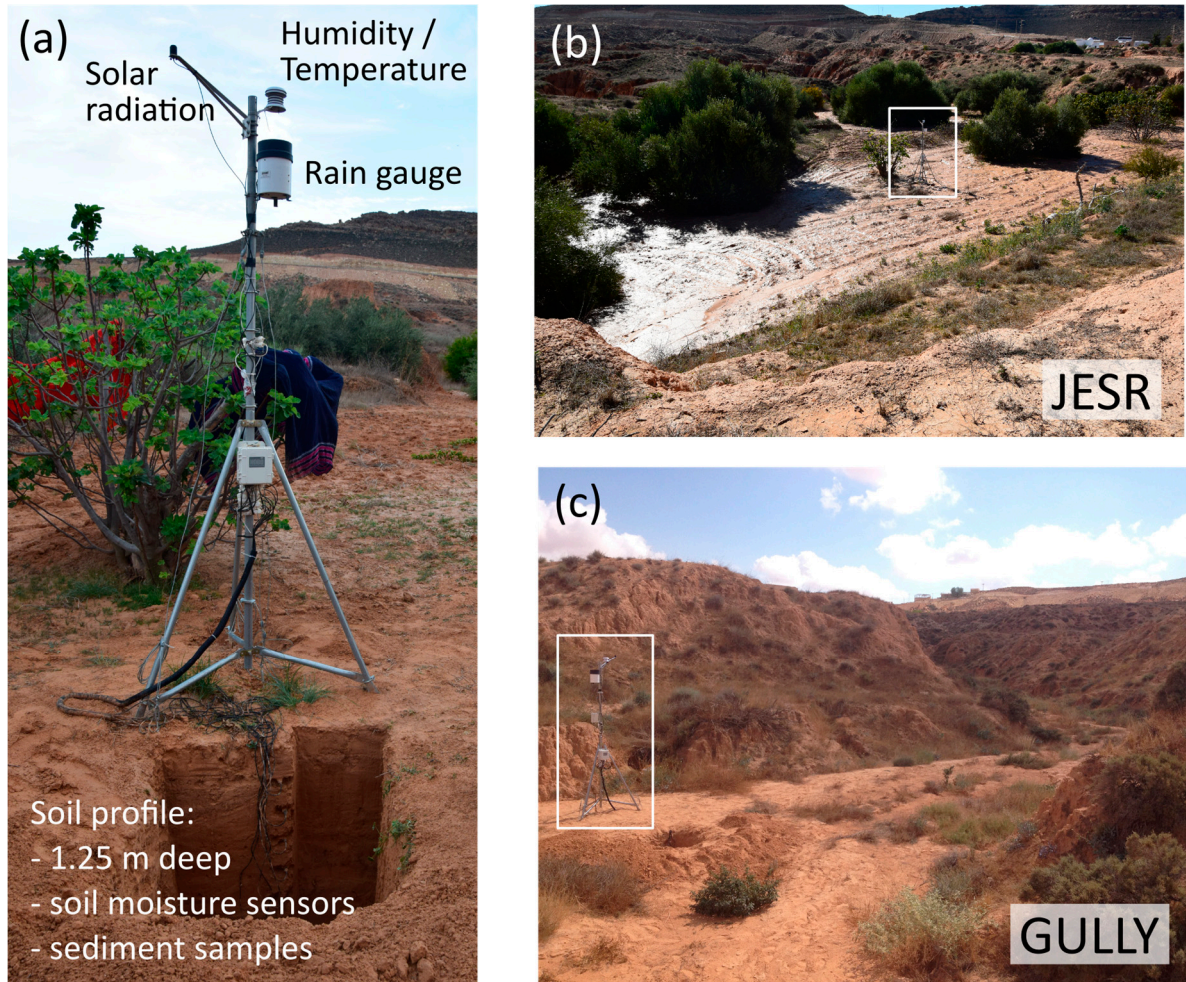 (a)
Solar
radiation
Humidity /
Temperature
Rain gauge
Soil profile:
- 1.25 m deep
- soil moisture sensors
- sediment samples
(b)
JESR
(c)
GULLY